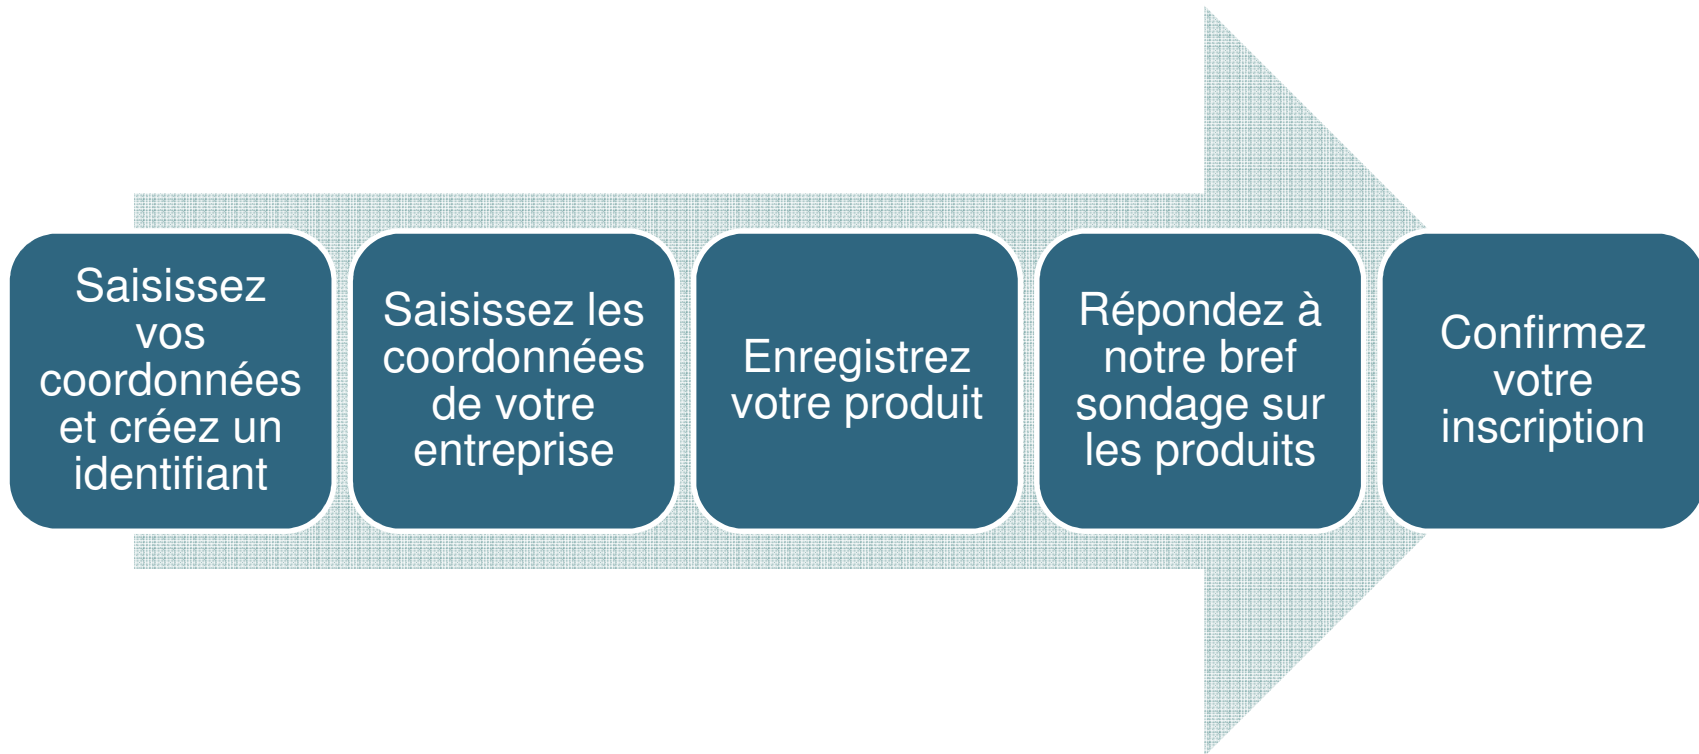 Saisissez
vos
coordonnées
et créez un
identifiant
Saisissez les
coordonnées
de votre
entreprise
Enregistrez
votre produit
Répondez à
notre bref
sondage sur
les produits
Confirmez
votre
inscription